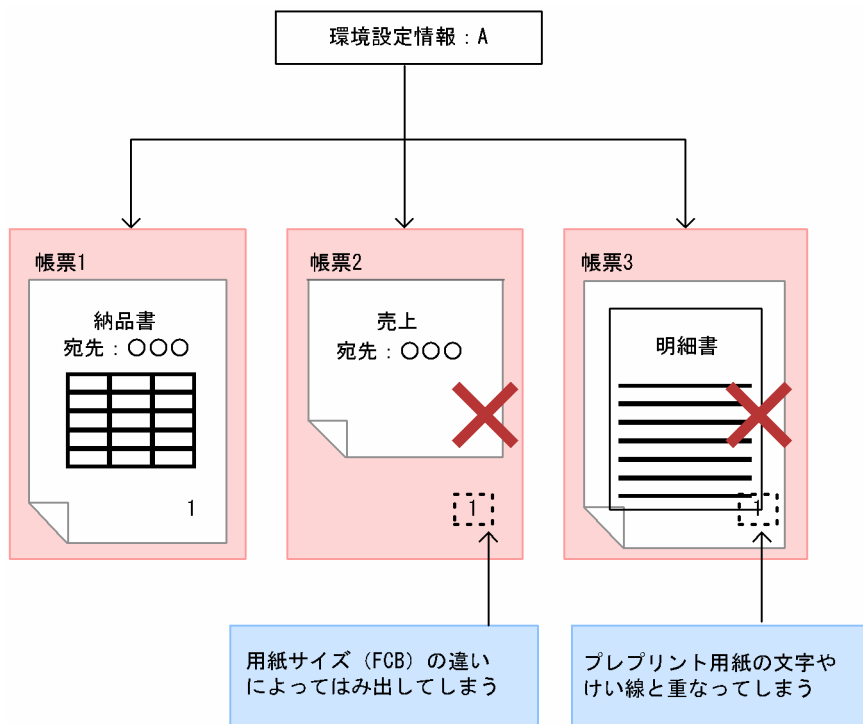 環境設定情報：A
帳票1
納品書
宛先：○○○
1
帳票2
売上
宛先：○○○
1
帳票3
明細書
1
用紙サイズ（FCB）の違い
によってはみ出してしまう
プレプリント用紙の文字や
けい線と重なってしまう